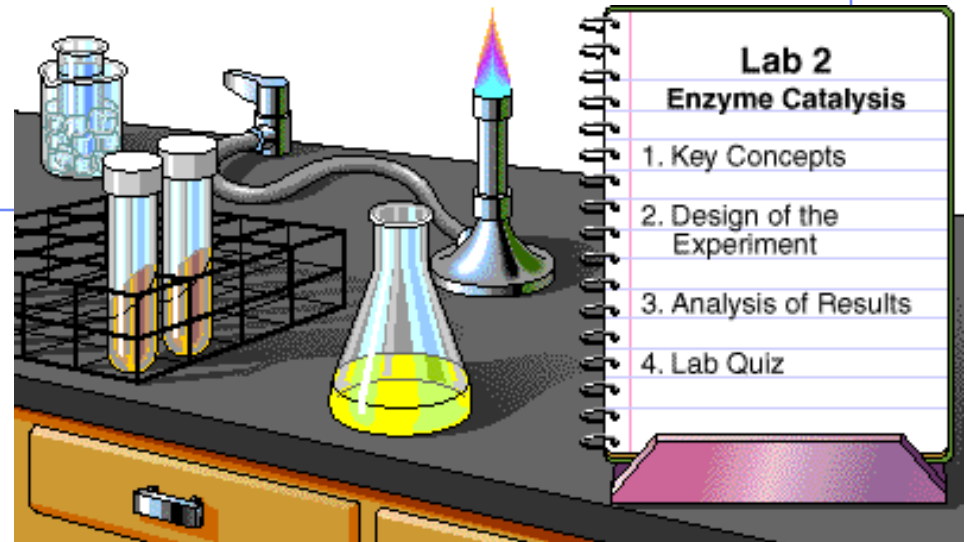 Lab 2
Enzyme Catalysis
1. Key Concepts
2. Design of the
Experiment
3. Analysis of Results
4. Lab Quiz